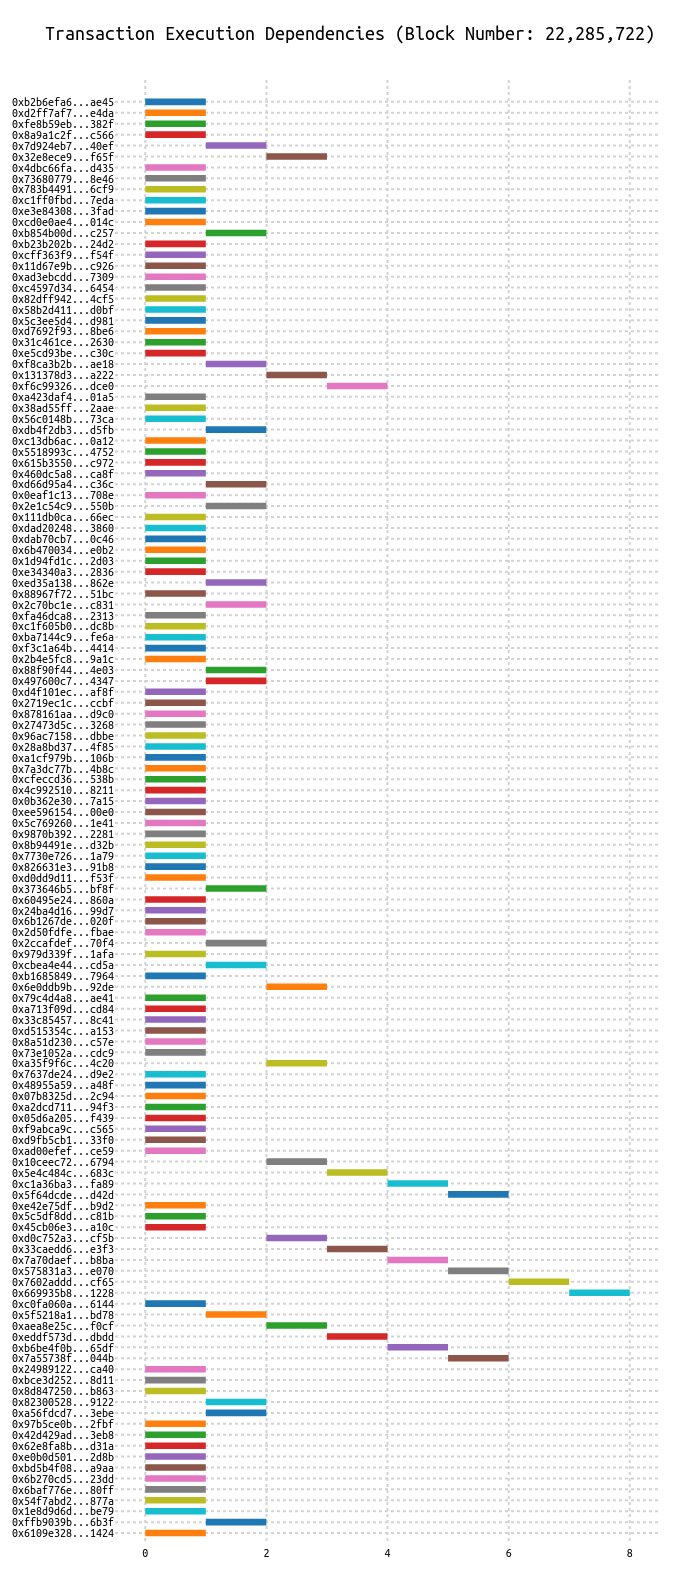 Transaction Execution Dependencies (Block Number: 22,285,722)
0xb2b6efa6...ae45
0xd2ff7af7...e4da
0xfe8b59eb...382f
0x8a9a1c2f...c566
0x7d924eb7...40ef
0x32e8ece9...f65f
0x4dbc66fa...d435
0x73680779...8e46
0x783b4491...6cf9
0xc1ff0fbd...7eda
0xe3e84308...3fad
0xcd0e0ae4...014c
0xb854b00d...c257
0xb23b202b...24d2
0xcff363f9...f54f
0x11d67e9b...c926
0xad3ebcdd...7309
0xc4597d34...6454
0x82dff942...4cf5
0x58b2d411...d0bf
0x5c3ee5d4...d981
0xd7692f93...8be6
0x31c461ce...2630
0xe5cd93be...c30c
0xf8ca3b2b...ae18
0x131378d3...a222
0xf6c99326...dce0
0xa423daf4...01a5
0x38ad55ff...2aae
0x56c0148b...73ca
0xdb4f2db3...d5fb
0xc13db6ac...0a12
0x5518993c...4752
0x615b3550...c972
0x460dc5a8...ca8f
0xd66d95a4...c36c
0x0eaf1c13...708e
0x2e1c54c9...550b
0x111db0ca...66ec
0xdad20248...3860
0xdab70cb7...0c46
0x6b470034...e0b2
0x1d94fd1c...2d03
0xe34340a3...2836
0xed35a138...862e
0x88967f72...51bc
0x2c70bc1e...c831
0xfa46dca8...2313
0xc1f605b0...dc8b
0xba7144c9...fe6a
0xf3c1a64b...4414
0x2b4e5fc8...9a1c
0x88f90f44...4e03
0x497600c7...4347
0xd4f101ec...af8f
0x2719ec1c...ccbf
0x878161aa...d9c0
0x27473d5c...3268
0x96ac7158...dbbe
0x28a8bd37...4f85
0xa1cf979b...106b
0x7a3dc77b...4b8c
0xcfeccd36...538b
0x4c992510...8211
0x0b362e30...7a15
0xee596154...00e0
0x5c769260...1e41
0x9870b392...2281
0x8b94491e...d32b
0x7730e726...1a79
0x826631e3...91b8
0xd0dd9d11...f53f
0x373646b5...bf8f
0x60495e24...860a
0x24ba4d16...99d7
0x6b1267de...020f
0x2d50fdfe...fbae
0x2ccafdef...70f4
0x979d339f...1afa
0xcbea4e44...cd5a
0xb1685849...7964
0x6e0ddb9b...92de
0x79c4d4a8...ae41
0xa713f09d...cd84
0x33c85457...8c41
0xd515354c...a153
0x8a51d230...c57e
0x73e1052a...cdc9
0xa35f9f6c...4c20
0x7637de24...d9e2
0x48955a59...a48f
0x07b8325d...2c94
0xa2dcd711...94f3
0x05d6a205...f439
0xf9abca9c...c565
0xd9fb5cb1...33f0
0xad00efef...ce59
0x10ceec72...6794
0x5e4c484c...683c
0xc1a36ba3...fa89
0x5f64dcde...d42d
0xe42e75df...b9d2
0x5c5df8dd...c81b
0x45cb06e3...a10c
0xd0c752a3...cf5b
0x33caedd6...e3f3
0x7a70daef...b8ba
0x575831a3...e070
0x7602addd...cf65
0x669935b8...1228
0xc0fa060a...6144
0x5f5218a1...bd78
0xaea8e25c...f0cf
0xeddf573d...dbdd
0xb6be4f0b...65df
0x7a55738f...044b
0x24989122...ca40
0xbce3d252...8d11
0x8d847250...b863
0x82300528...9122
0xa56fdcd7...3ebe
0x97b5ce0b...2fbf
0x42d429ad...3eb8
0x62e8fa8b...d31a
0xe0b0d501...2d8b
0xbd5b4f08...a9aa
0x6b270cd5...23dd
0x6baf776e...80ff
0x54f7abd2...877a
0x1e8d9d6d...be79
0xffb9039b...6b3f
0x6109e328...1424
0 2 4 6 8